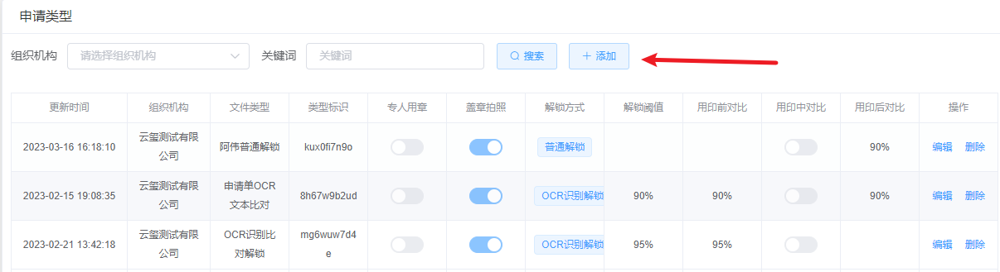 申请类型
组织机构 请选择组织机构 关键词 关键词 搜索 添加
更新时间 组织机构 文件类型 类型标识 专人用章 盖章拍照 解锁方式 解锁阈值 用印前对比 用印中对比 用印后对比 操作
2023-03-16 16:18:10 云玺测试有限公司 阿伟普通解锁 kux0fi7n9o 普通解锁 90% 编辑 删除
2023-02-15 19:08:35 云玺测试有限公司 申请单OCR文本比对 8h67w9b2ud OCR识别解锁 90% 90% 90% 编辑 删除
2023-02-21 13:42:18 云玺测试有限公司 OCR识别比对解锁 mg6wuw7d4e OCR识别解锁 95% 95% 编辑 删除